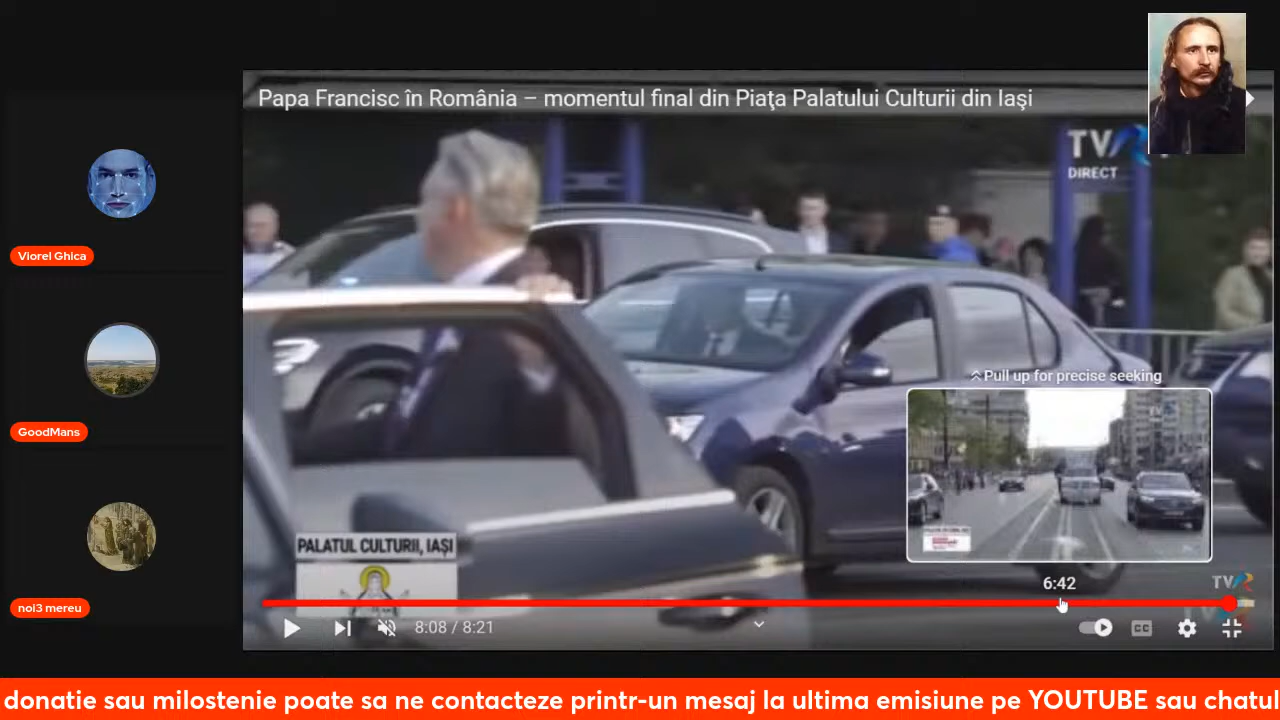 Papa Francisc în România – momentul final din Piaţa Palatului Culturii din Iaşi
TVR
DIRECT
Viorel Ghica
Pull up for precise seeking
GoodMans
PALATUL CULTURII, IAȘI
6:42
TVR
noi3 mereu
8:08 / 8:21
CC
donatie sau milostenie poate sa ne contacteze printr-un mesaj la ultima emisiune pe YOUTUBE sau chatul